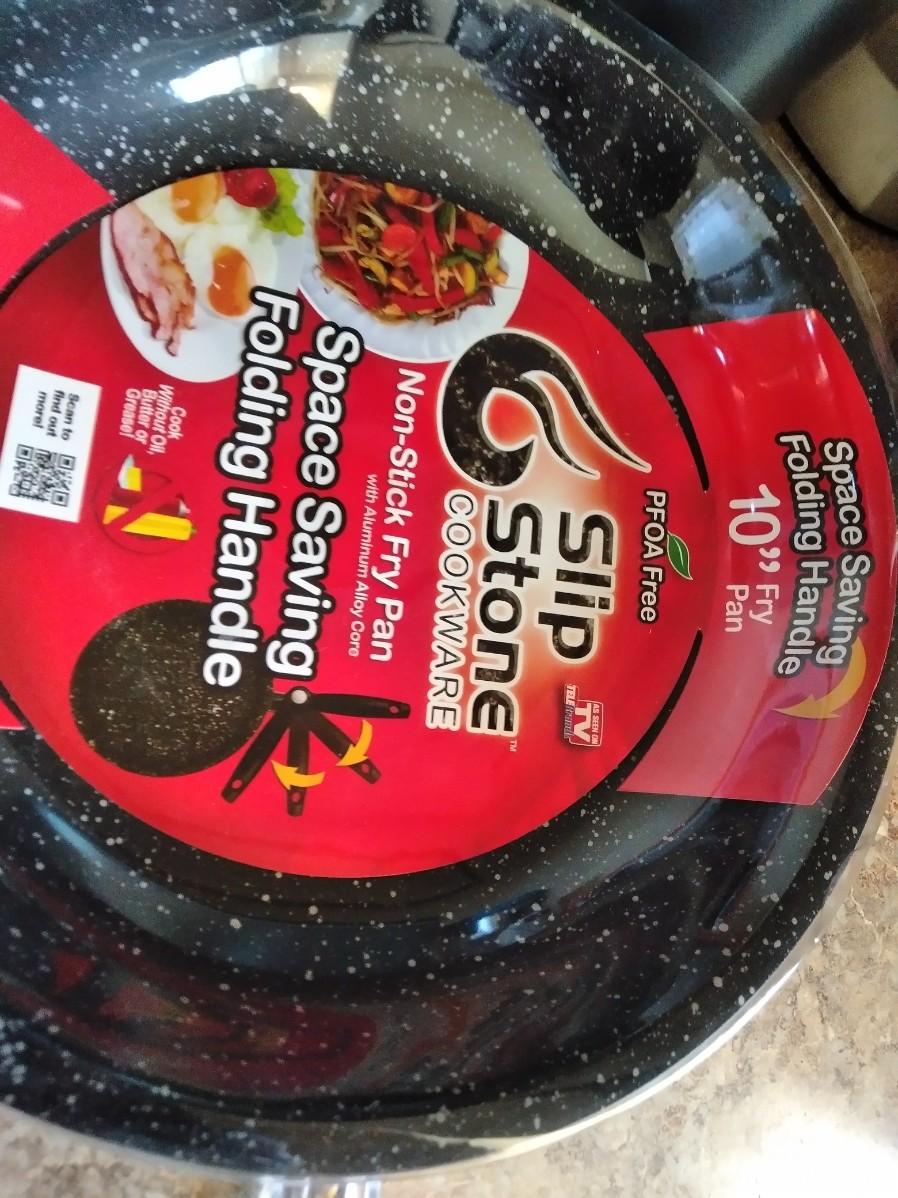 Space Saving
Folding Handle
10” Fry
Pan
PFOA Free
Slip
Stone™
COOKWARE
AS SEEN ON
TV
TELEbrands
Non-Stick Fry Pan
with Aluminum Alloy Core
Space Saving
Folding Handle
Cook
Without Oil,
Butter or
Grease!
Scan to
find out
more!